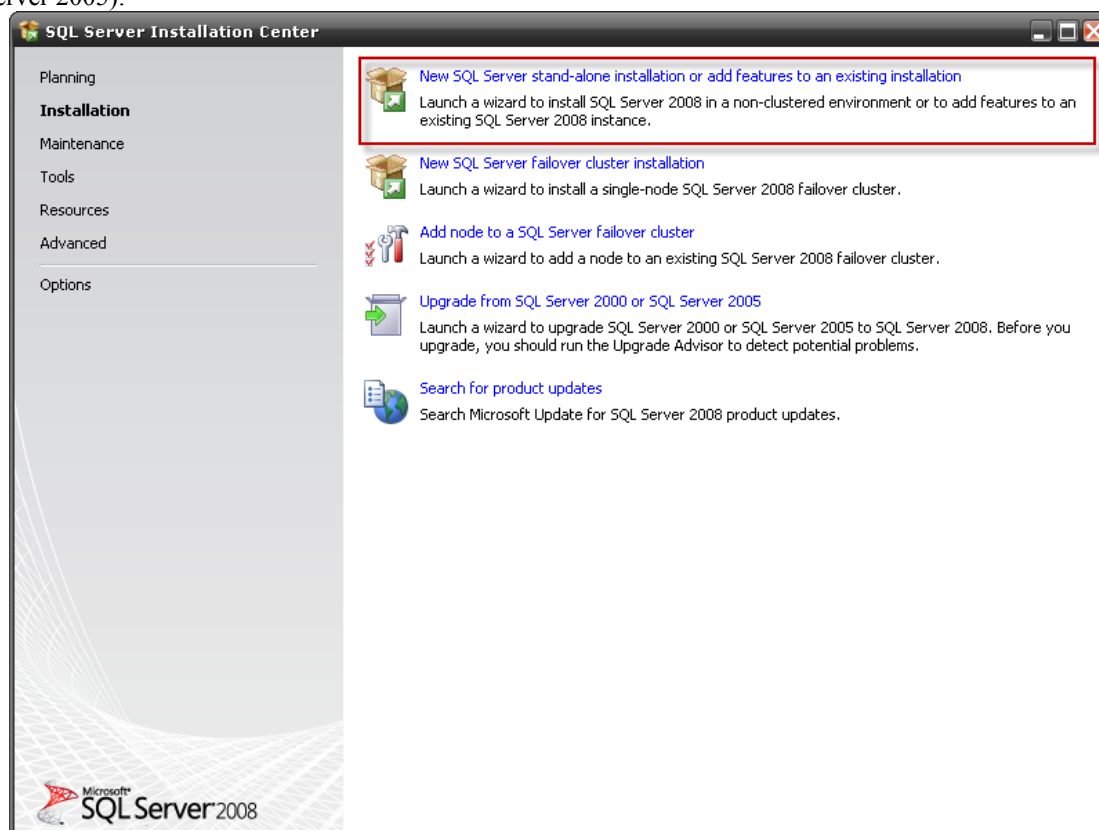 erver 2005).
SQL Server Installation Center
Planning
Installation
Maintenance
Tools
Resources
Advanced
Options
New SQL Server stand-alone installation or add features to an existing installation
Launch a wizard to install SQL Server 2008 in a non-clustered environment or to add features to an
existing SQL Server 2008 instance.
New SQL Server failover cluster installation
Launch a wizard to install a single-node SQL Server 2008 failover cluster.
Add node to a SQL Server failover cluster
Launch a wizard to add a node to an existing SQL Server 2008 failover cluster.
Upgrade from SQL Server 2000 or SQL Server 2005
Launch a wizard to upgrade SQL Server 2000 or SQL Server 2005 to SQL Server 2008. Before you
upgrade, you should run the Upgrade Advisor to detect potential problems.
Search for product updates
Search Microsoft Update for SQL Server 2008 product updates.
Microsoft
SQL Server 2008